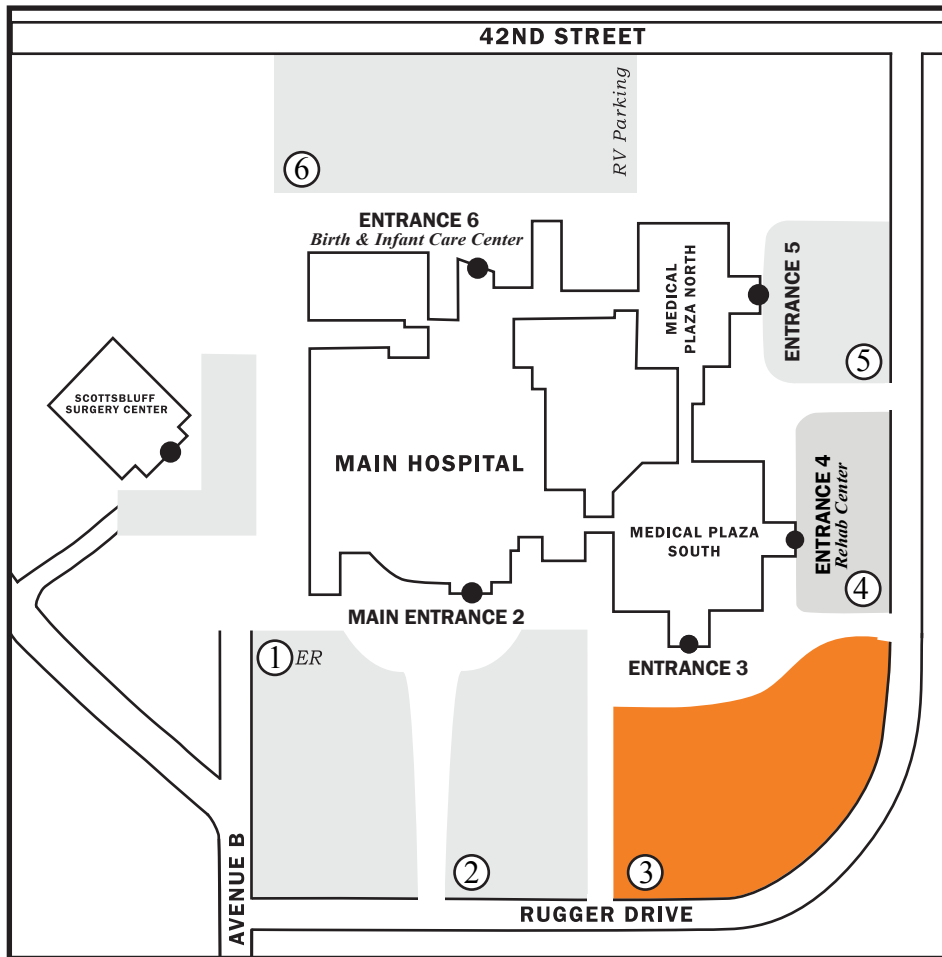 42ND STREET
RV Parking
6
ENTRANCE 6
Birth & Infant Care Center
MEDICAL
PLAZA NORTH
ENTRANCE 5
5
SCOTTSBLUFF
SURGERY CENTER
MAIN HOSPITAL
MEDICAL PLAZA
SOUTH
ENTRANCE 4
Rehab Center
4
MAIN ENTRANCE 2
1 ER
ENTRANCE 3
2
3
AVENUE B
RUGGER DRIVE